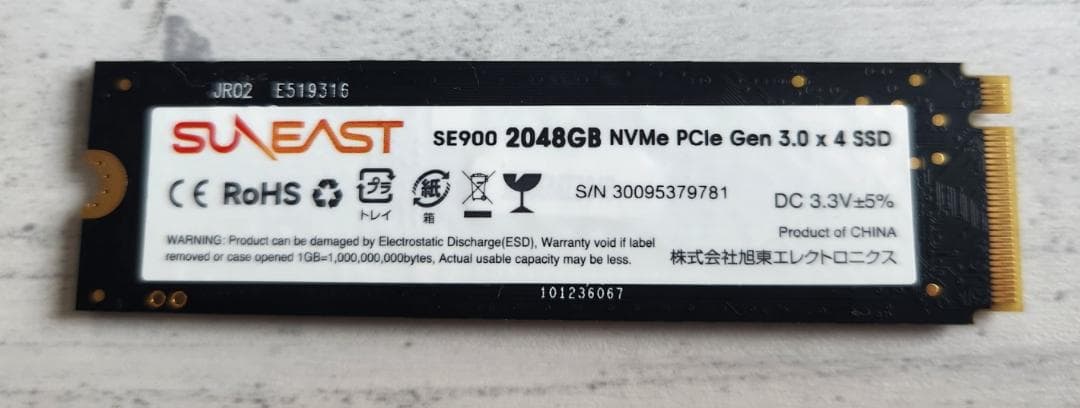 JR02 E519316
SUNEAST
SE900 2048GB NVMe PCIe Gen 3.0 x 4 SSD
CE RoHS プラ 紙
トレイ 箱
S/N 30095379781
DC 3.3V±5%
Product of CHINA
WARNING: Product can be damaged by Electrostatic Discharge(ESD), Warranty void if label
removed or case opened 1GB=1,000,000,000bytes, Actual usable capacity may be less.
株式会社旭東エレクトロニクス
101236067